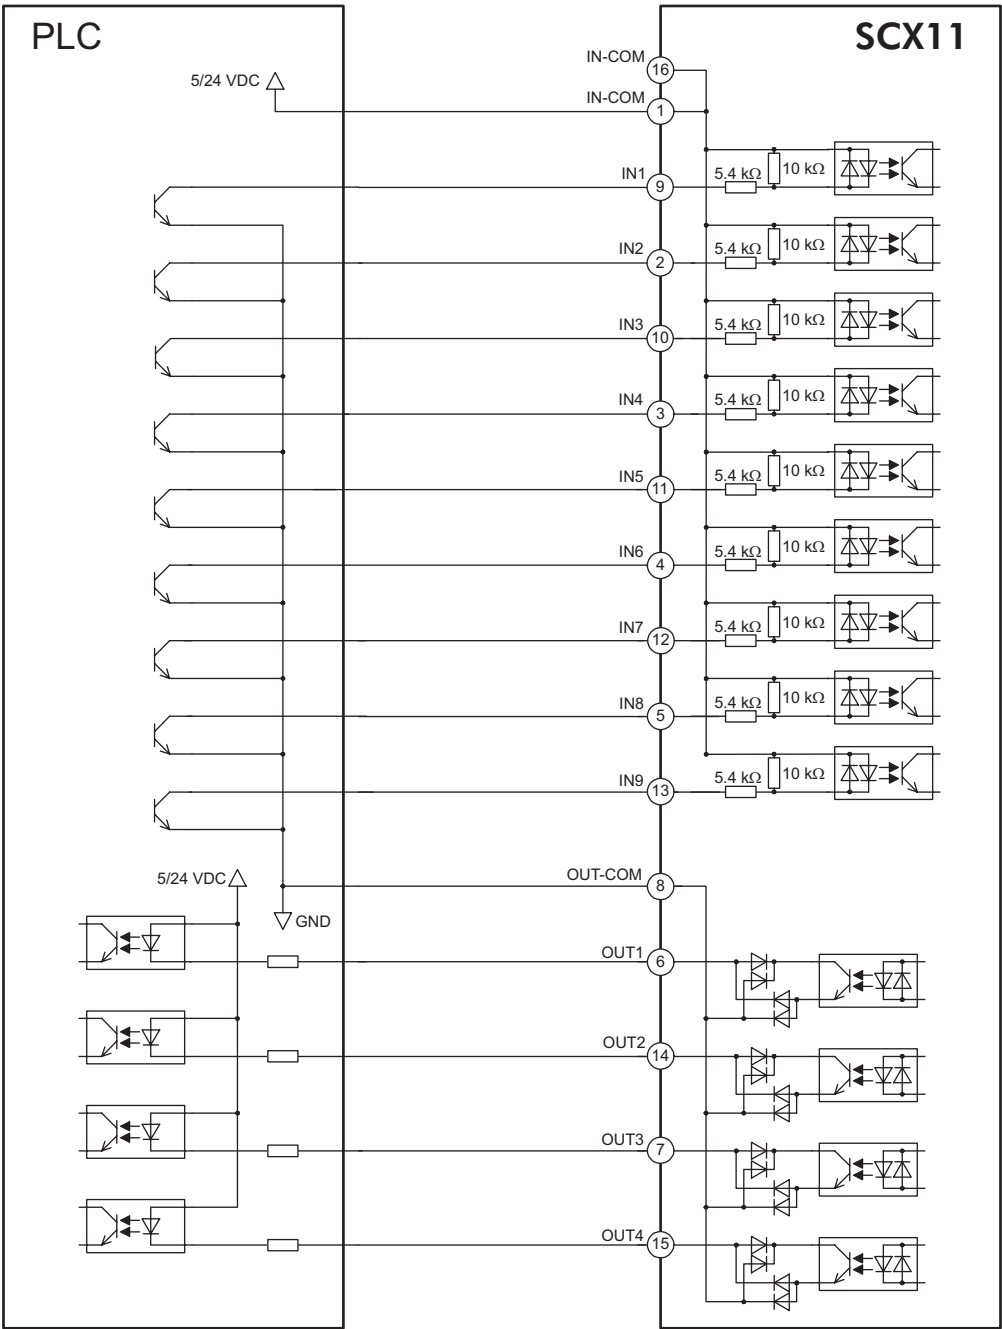 PLC
SCX11
IN-COM
16
5/24 VDC
IN-COM
1
IN1
9
5.4 kΩ
10 kΩ
IN2
2
5.4 kΩ
10 kΩ
IN3
10
5.4 kΩ
10 kΩ
IN4
3
5.4 kΩ
10 kΩ
IN5
11
5.4 kΩ
10 kΩ
IN6
4
5.4 kΩ
10 kΩ
IN7
12
5.4 kΩ
10 kΩ
IN8
5
5.4 kΩ
10 kΩ
IN9
13
5.4 kΩ
10 kΩ
5/24 VDC
OUT-COM
8
GND
OUT1
6
OUT2
14
OUT3
7
OUT4
15